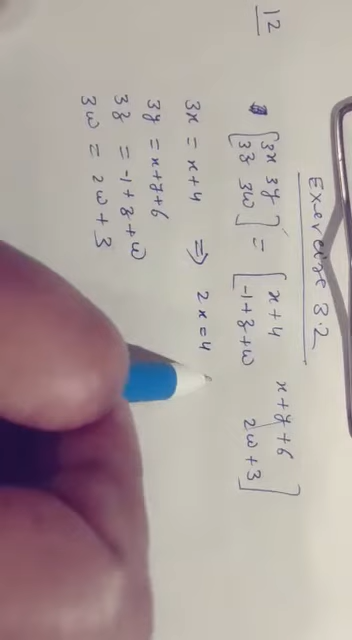 Exercise 3.2
12
[3x 3y] = [x+4 x+y+6]
[3z 3w] [-1+z+w 2w+3]
3x = x+4 ⇒ 2x=4
3y = x+y+6
3z = -1+z+w
3w = 2w+3